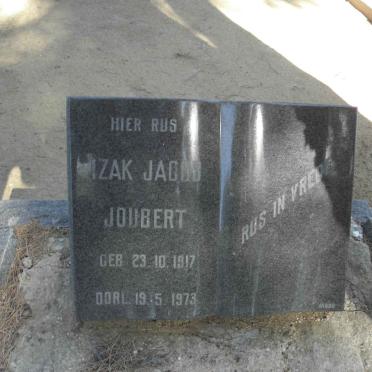 HIER RUS
IZAK JACOB
JOUBERT
GEB. 23.10.1917
OORL. 19.5.1973
RUS IN VREDE